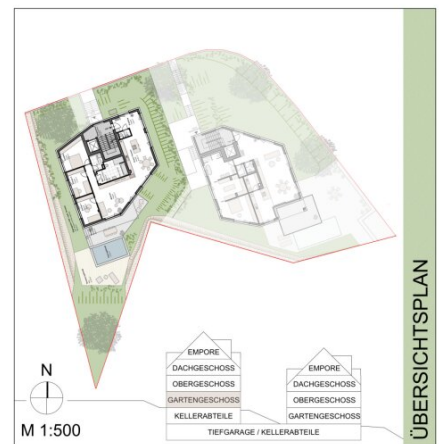 ÜBERSICHTSPLAN
EMPORE
DACHGESCHOSS
OBERGESCHOSS
GARTENGESCHOSS
KELLERABTEILE
EMPORE
DACHGESCHOSS
OBERGESCHOSS
GARTENGESCHOSS
TIEFGARAGE / KELLERABTEILE
N
M 1:500